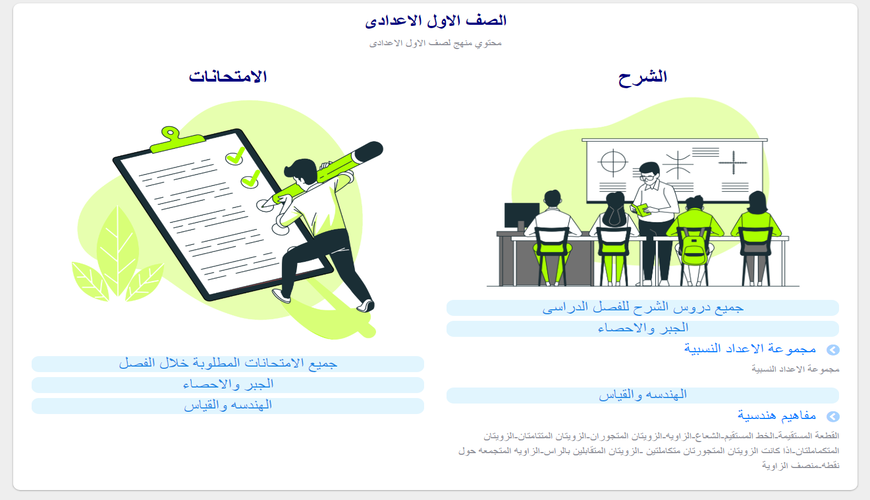 الصف الاول الاعدادى
محتوي منهج لصف الاول الاعدادى
الشرح
جميع دروس الشرح للفصل الدراسى
الجبر والاحصاء
مجموعة الاعداد النسبية
مجموعة الاعداد النسبية
الهندسه والقياس
مفاهيم هندسية
القطعة المستقيمة-الخط المستقيم-الشعاع-الزاويه-الزويتان المتجوران-الزويتان المتتامتان-الزويتان
المتكماملتان-اذا كانت الزويتان المتجورتان متكاملتين -الزويتان المتقابلين بالراس-الزاويه المتجمعه حول
نقطه-منصف الزاوية
الامتحانات
جميع الامتحانات المطلوبة خلال الفصل
الجبر والاحصاء
الهندسه والقياس